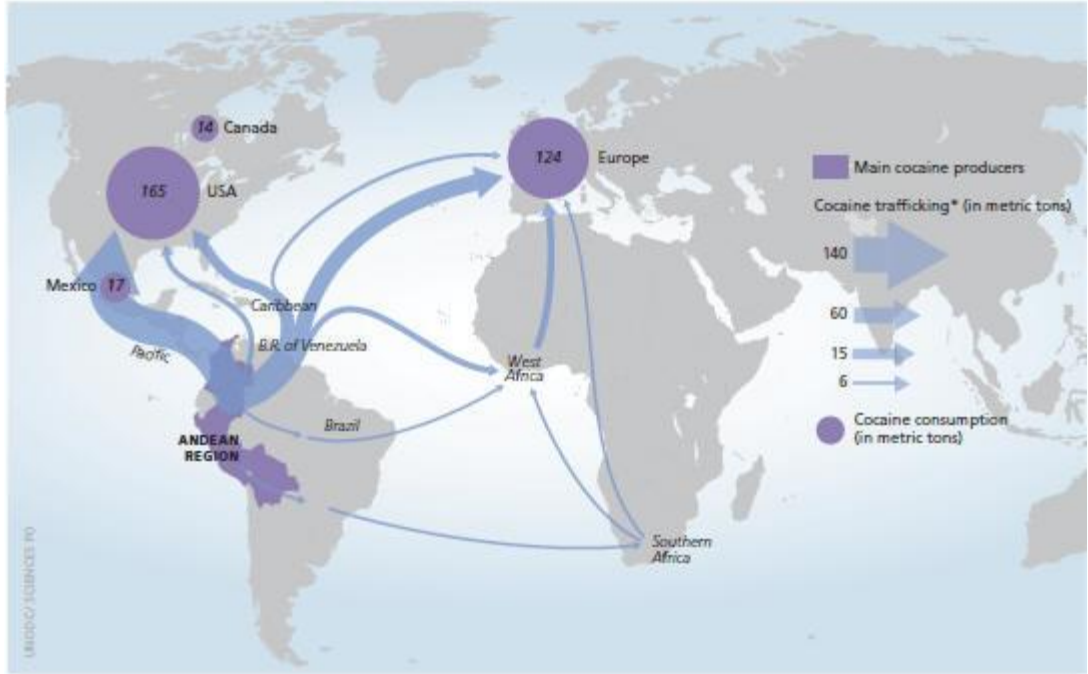 14 Canada
165 USA
124 Europe
Mexico 17
Caribbean
Pacific
B.R. of Venezuela
West
Africa
Brazil
ANDEAN
REGION
Southern
Africa
Main cocaine producers
Cocaine trafficking* (in metric tons)
140
60
15
6
Cocaine consumption
(in metric tons)